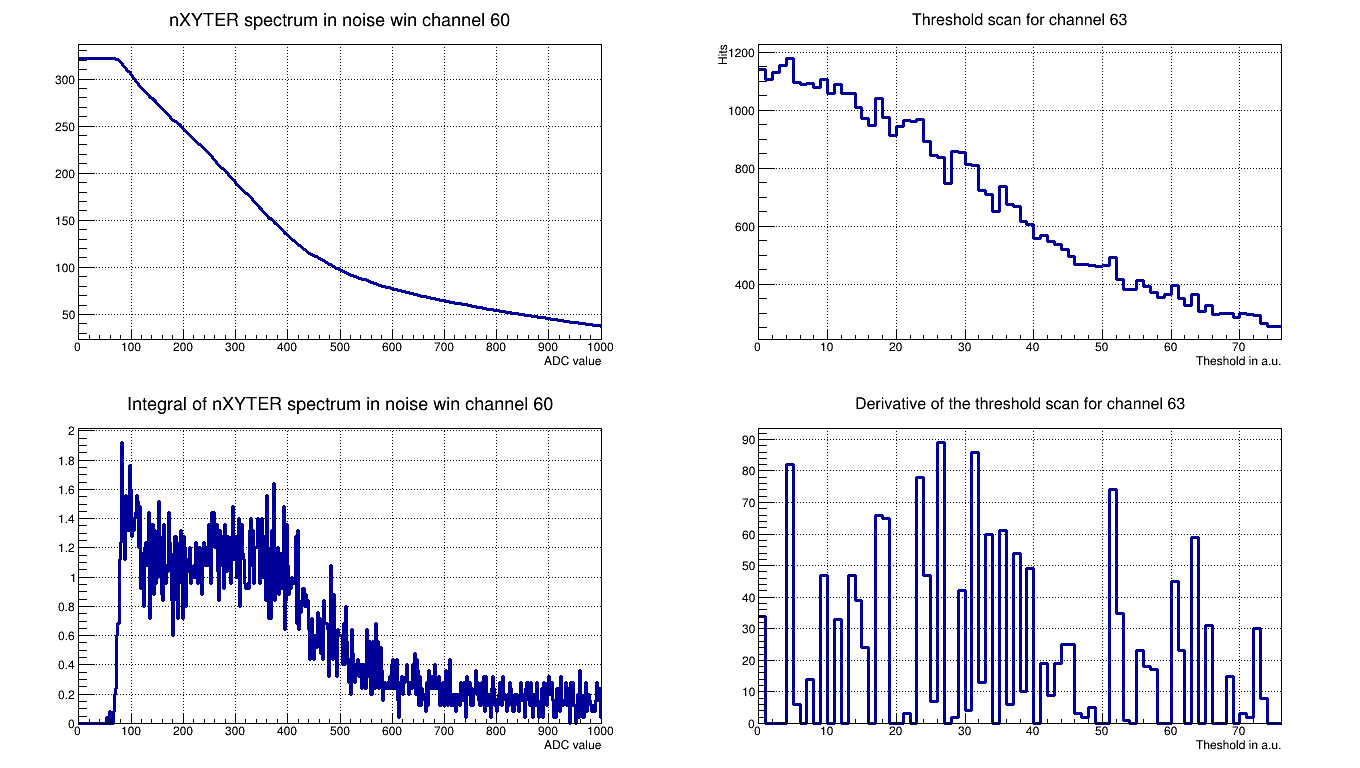 nXYTER spectrum in noise win channel 60
300
250
200
150
100
50
0 100 200 300 400 500 600 700 800 900 1000
ADC value
Threshold scan for channel 63
Hits
1200
1000
800
600
400
0 10 20 30 40 50 60 70
Theshold in a.u.
Integral of nXYTER spectrum in noise win channel 60
2
1.8
1.6
1.4
1.2
1
0.8
0.6
0.4
0.2
0
0 100 200 300 400 500 600 700 800 900 1000
ADC value
Derivative of the threshold scan for channel 63
90
80
70
60
50
40
30
20
10
0
0 10 20 30 40 50 60 70
Theshold in a.u.